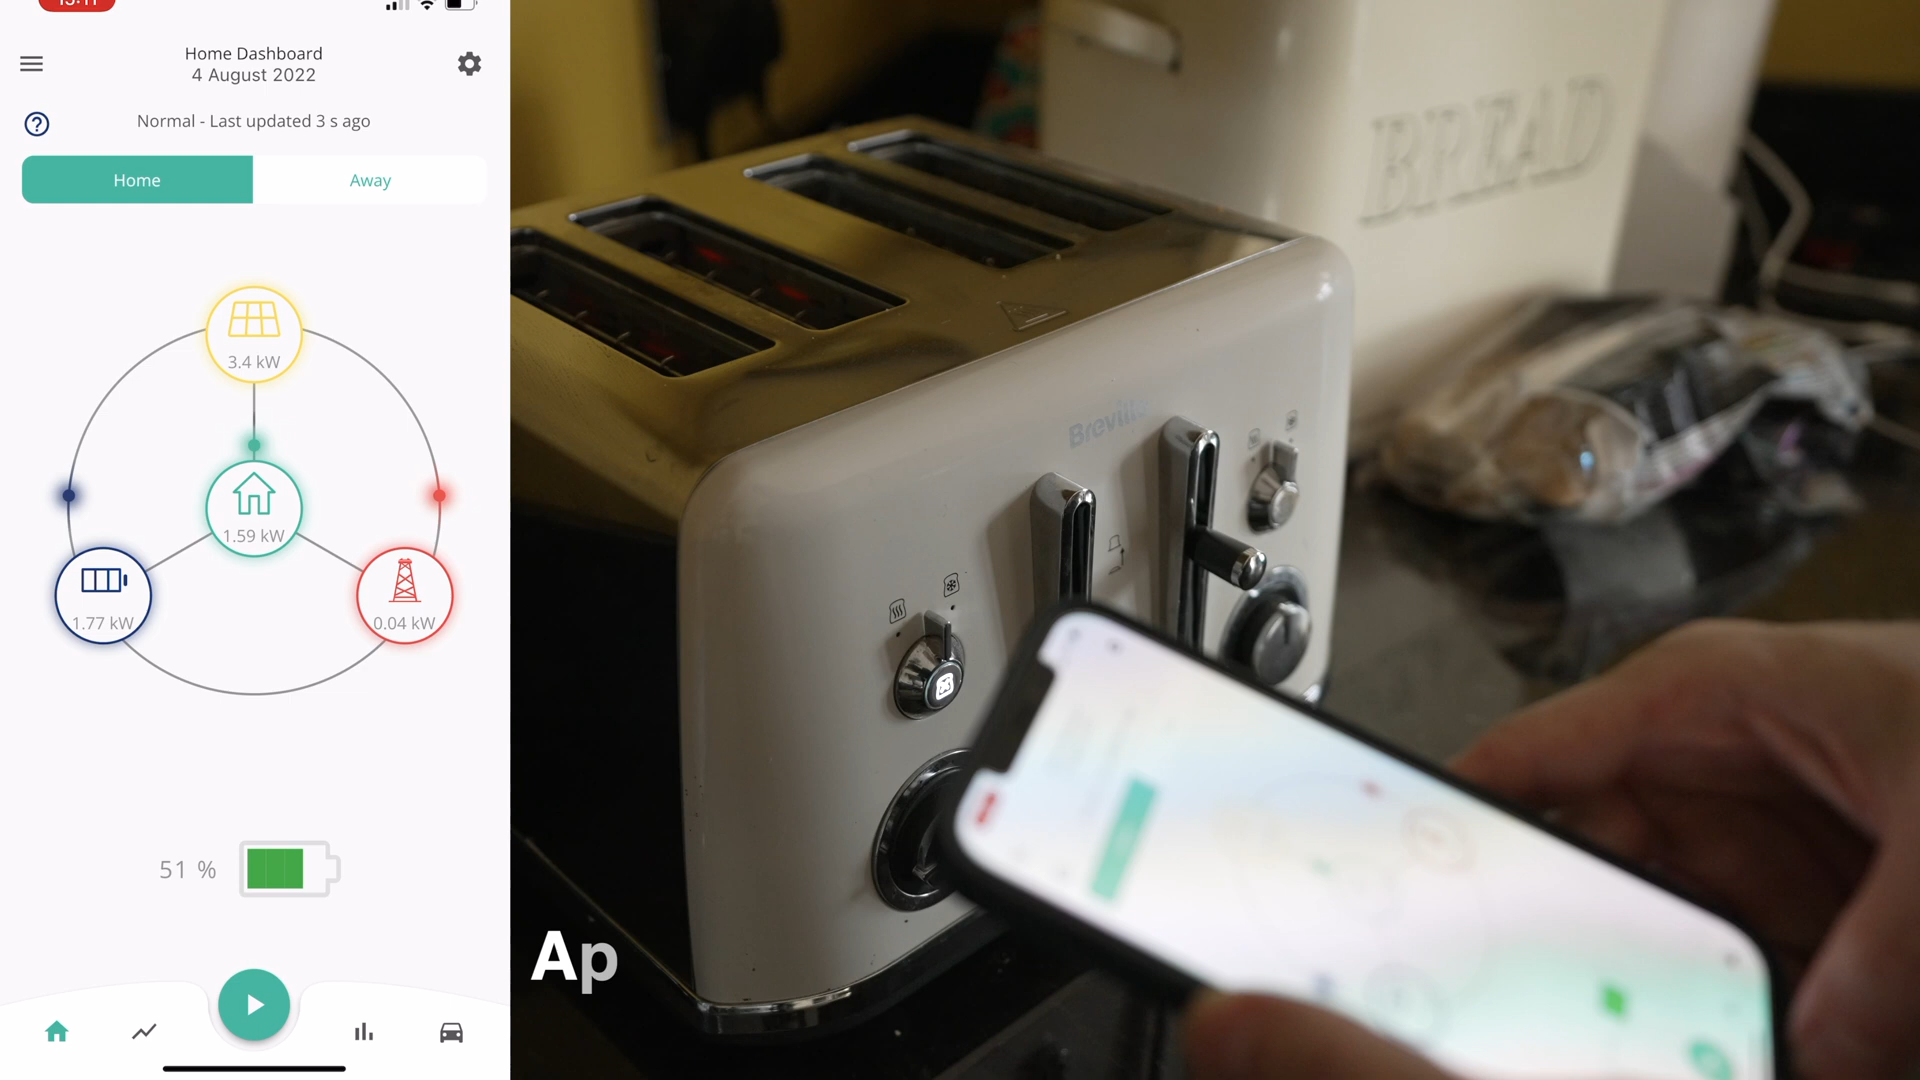 Home Dashboard
4 August 2022
Normal - Last updated 3 s ago
Home
Away
3.4 kW
1.59 kW
1.77 kW
0.04 kW
51 %
BREAD
Breville
Ap